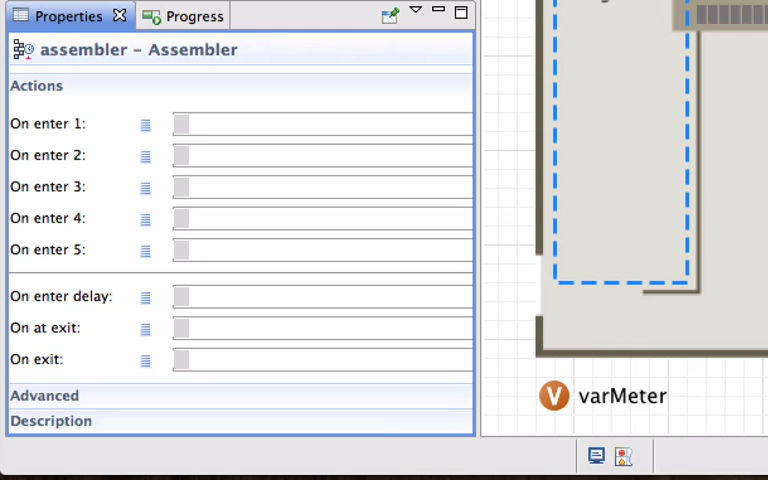 Properties
Progress
assembler – Assembler
Actions
On enter 1:
On enter 2:
On enter 3:
On enter 4:
On enter 5:
On enter delay:
On at exit:
On exit:
Advanced
Description
V varMeter